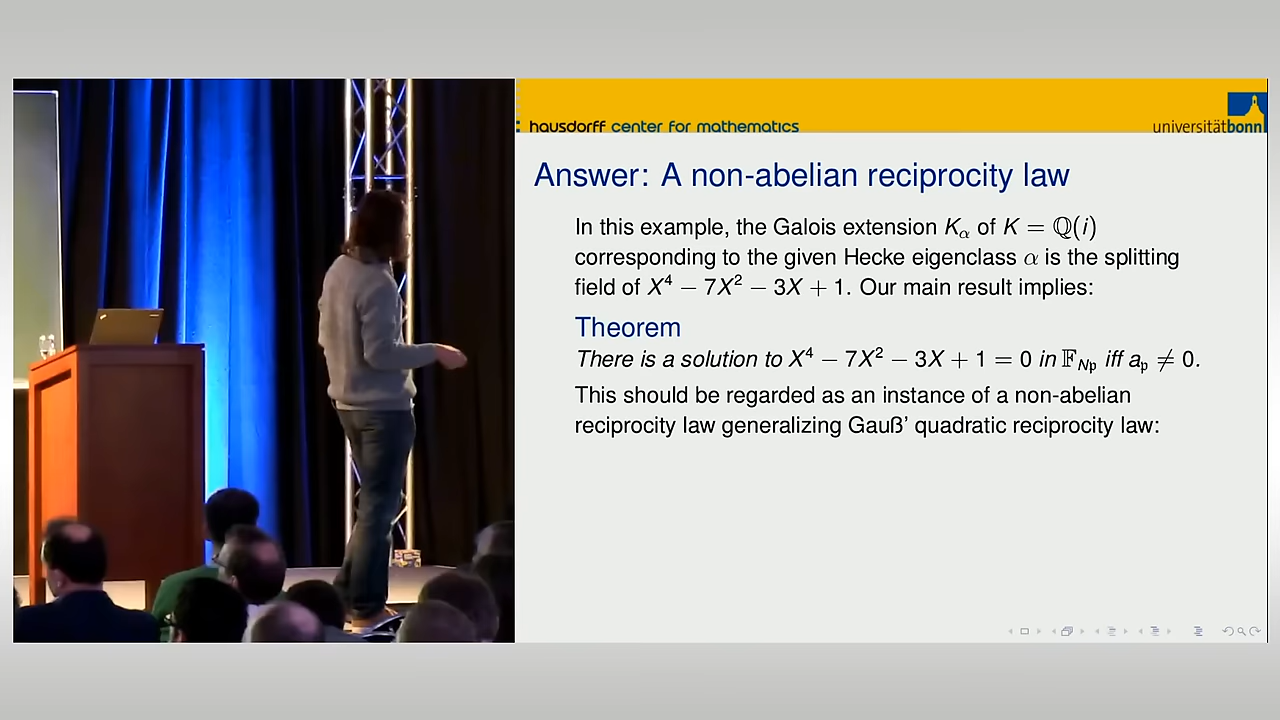 hausdorff center for mathematics
universitätbonn
Answer: A non-abelian reciprocity law
In this example, the Galois extension K_α of K = ℚ(i)
corresponding to the given Hecke eigenclass α is the splitting
field of X⁴ − 7X² − 3X + 1. Our main result implies:
Theorem
There is a solution to X⁴ − 7X² − 3X + 1 = 0 in 𝔽_{N𝔭} iff a_𝔭 ≠ 0.
This should be regarded as an instance of a non-abelian
reciprocity law generalizing Gauß’ quadratic reciprocity law: